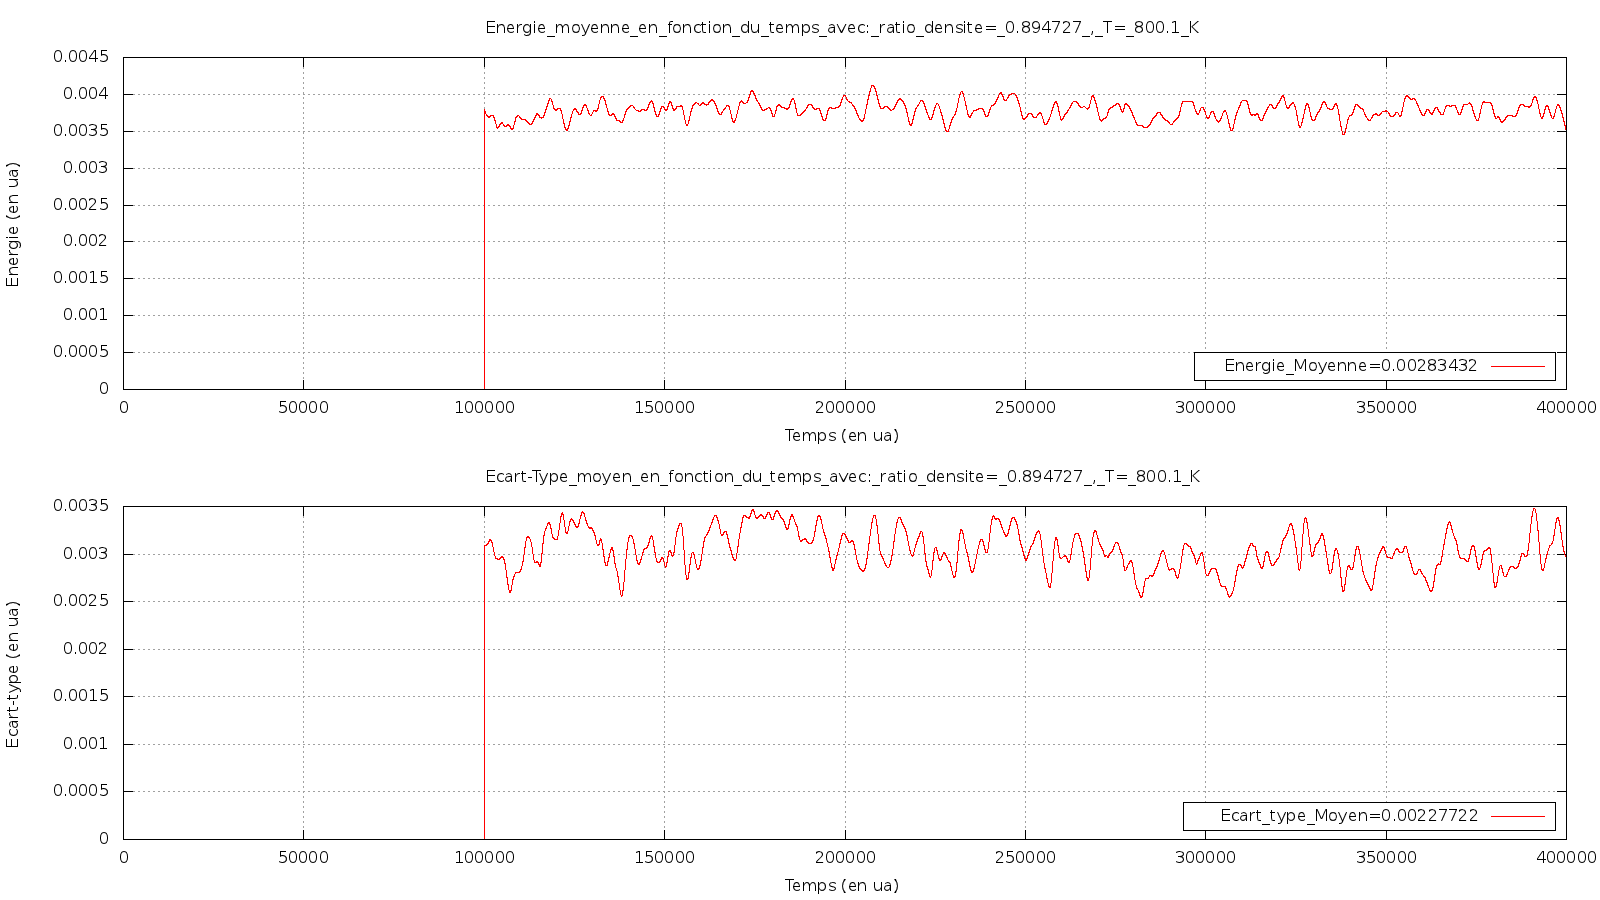 Energie_moyenne_en_fonction_du_temps_avec:_ratio_densite=_0.894727_,_T=_800.1_K
0.0045
0.004
0.0035
0.003
0.0025
0.002
0.0015
0.001
0.0005
0
Energie (en ua)
Energie_Moyenne=0.00283432
0 50000 100000 150000 200000 250000 300000 350000 400000
Temps (en ua)
Ecart-Type_moyen_en_fonction_du_temps_avec:_ratio_densite=_0.894727_,_T=_800.1_K
0.0035
0.003
0.0025
0.002
0.0015
0.001
0.0005
0
Ecart-type (en ua)
Ecart_type_Moyen=0.00227722
0 50000 100000 150000 200000 250000 300000 350000 400000
Temps (en ua)